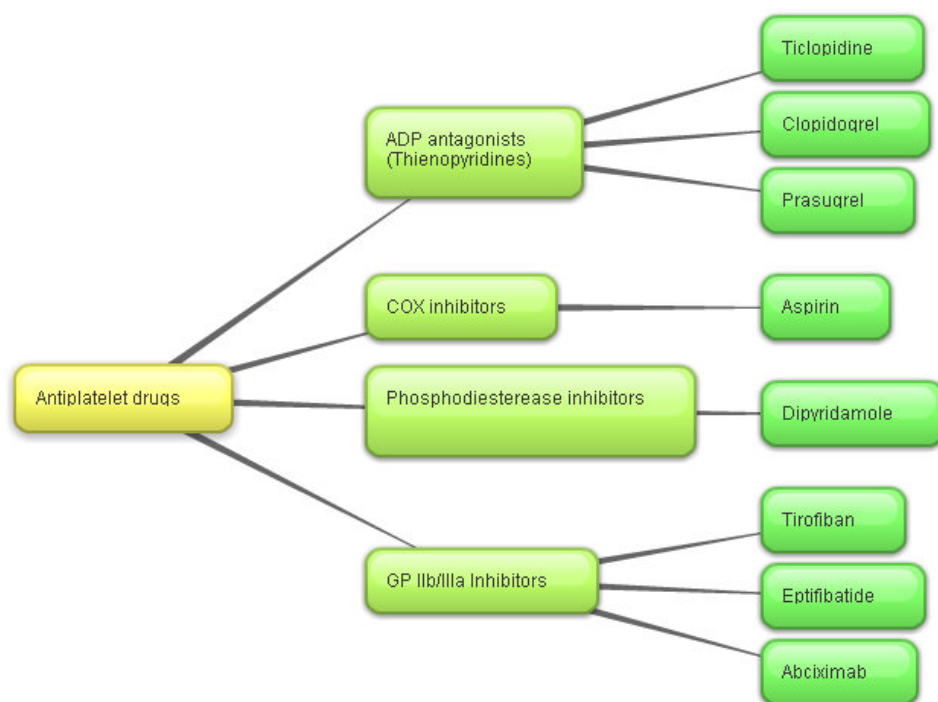 Ticlopidine
ADP antagonists
(Thienopyridines)
Clopidogrel
Prasugrel
COX inhibitors
Aspirin
Antiplatelet drugs
Phosphodiesterease inhibitors
Dipyridamole
Tirofiban
GP IIb/IIIa Inhibitors
Eptifibatide
Abciximab